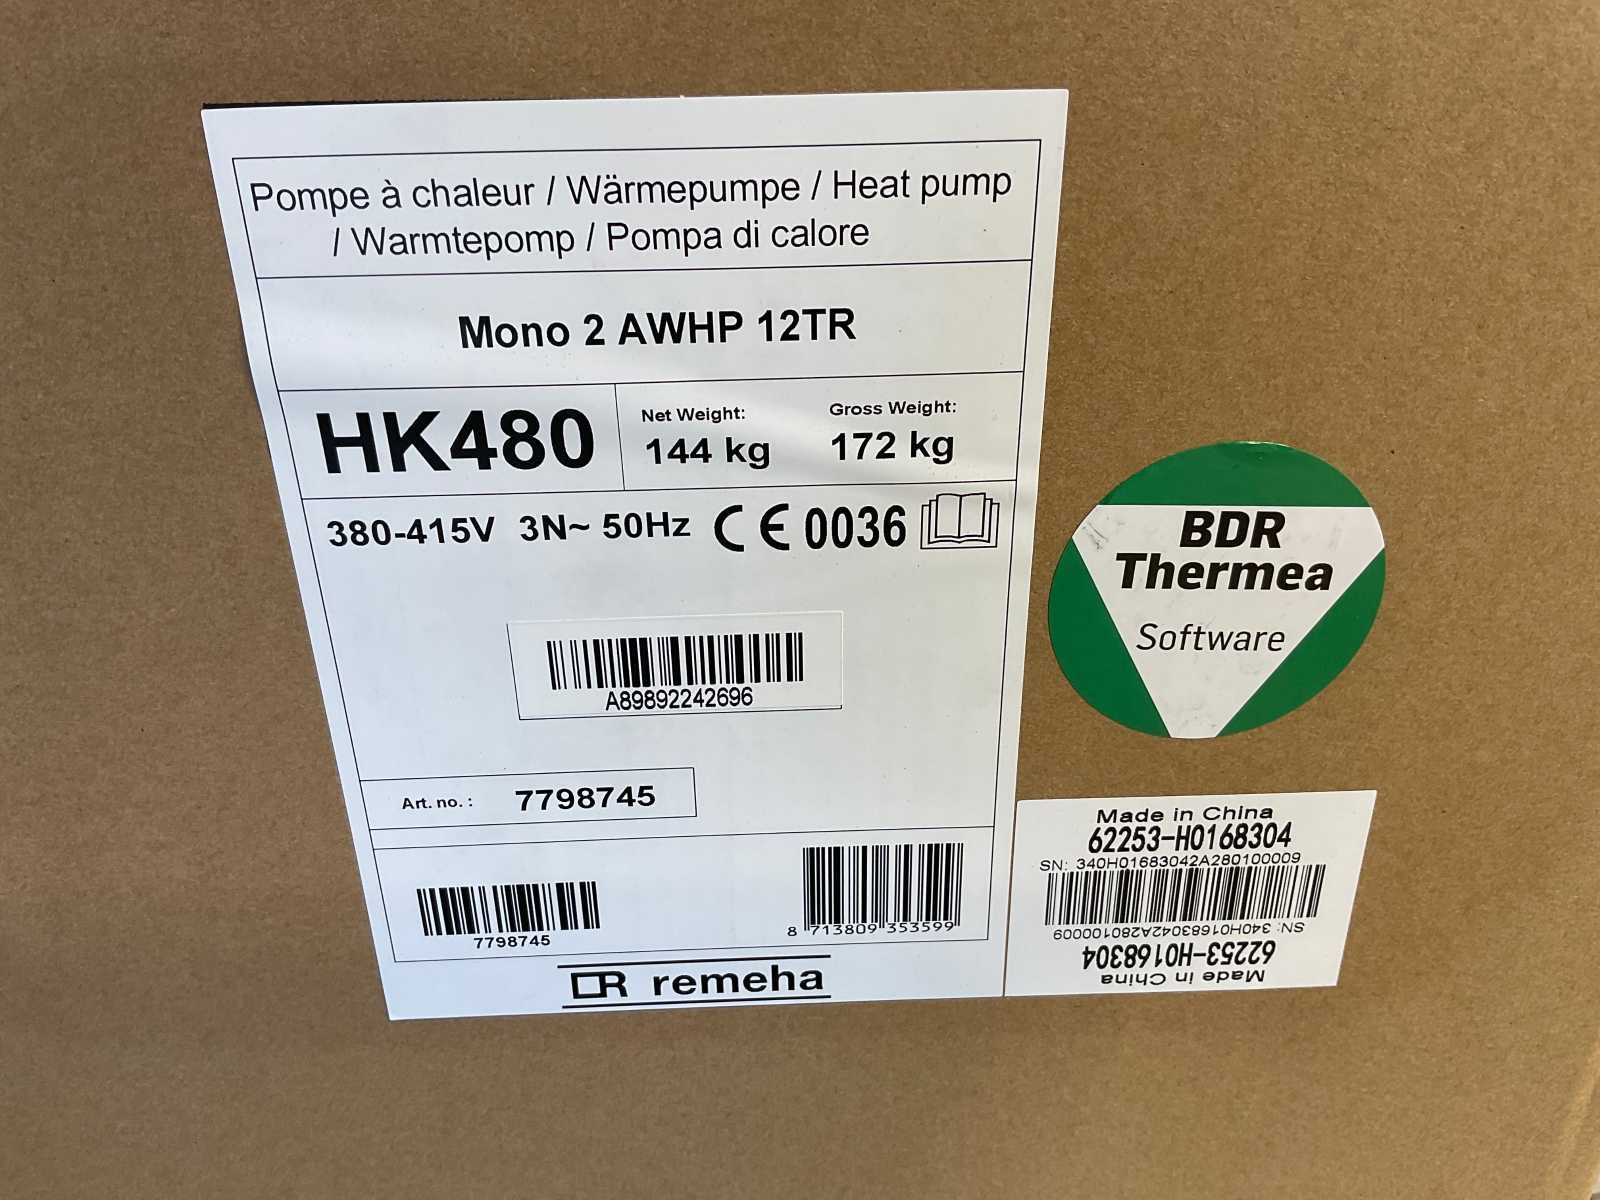 Pompe à chaleur / Wärmepumpe / Heat pump
/ Warmtepomp / Pompa di calore
Mono 2 AWHP 12TR
HK480
Net Weight:
144 kg
Gross Weight:
172 kg
380-415V 3N~ 50Hz CE 0036
A89892242696
Art. no. : 7798745
7798745
8 713809 353599
remeha
BDR
Thermea
Software
Made in China
62253-H0168304
SN: 340H01683042A280100009
SN: 340H01683042A280100009
62253-H0168304
Made in China